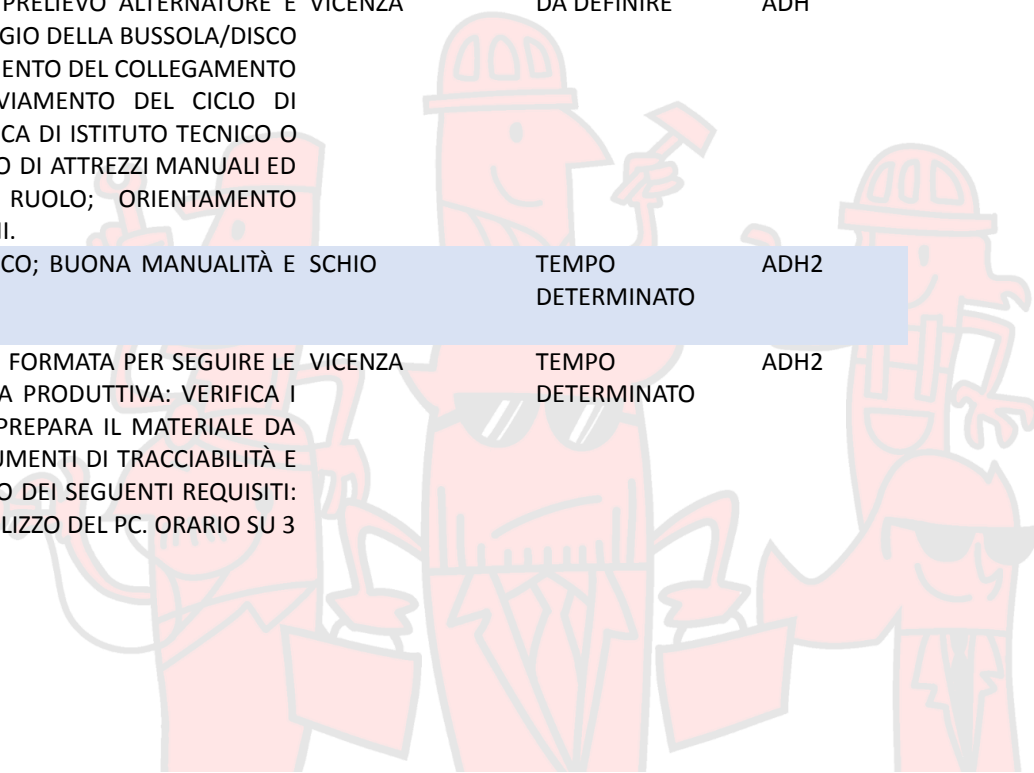 PRELIEVO ALTERNATORE E VICENZA DA DEFINIRE ADH
GIO DELLA BUSSOLA/DISCO
ENTO DEL COLLEGAMENTO
VIAMENTO DEL CICLO DI
CA DI ISTITUTO TECNICO O
O DI ATTREZZI MANUALI ED
RUOLO; ORIENTAMENTO
II.
CO; BUONA MANUALITÀ E SCHIO TEMPO ADH2
DETERMINATO
FORMATA PER SEGUIRE LE VICENZA TEMPO ADH2
A PRODUTTIVA: VERIFICA I DETERMINATO
PREPARA IL MATERIALE DA
UMENTI DI TRACCIABILITÀ E
O DEI SEGUENTI REQUISITI:
LIZZO DEL PC. ORARIO SU 3